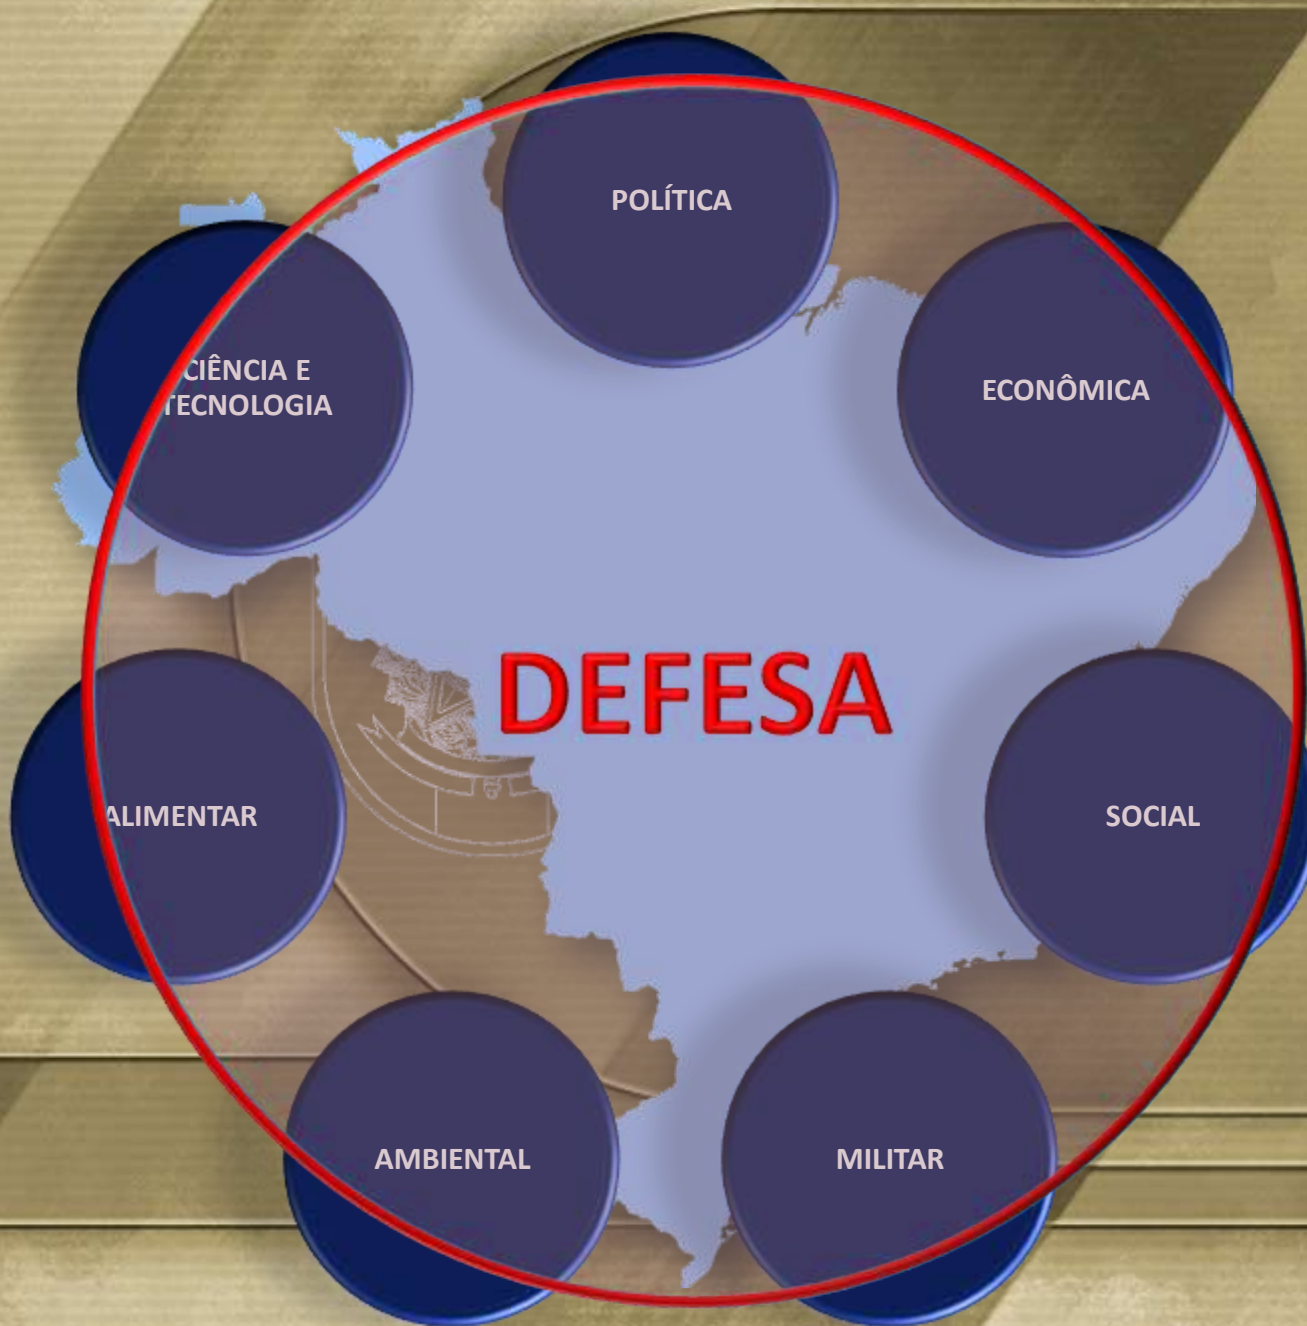 POLÍTICA
CIÊNCIA E
TECNOLOGIA
ECONÔMICA
DEFESA
ALIMENTAR
SOCIAL
AMBIENTAL
MILITAR